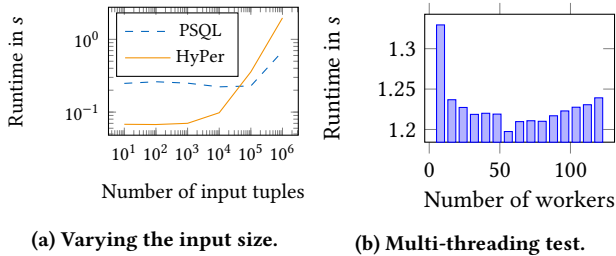 Runtime in s
10^0
10^-1
PSQL
HyPer
10^1 10^2 10^3 10^4 10^5 10^6
Number of input tuples
(a) Varying the input size.
Runtime in s
1.3
1.25
1.2
0 100
Number of workers
(b) Multi-threading test.